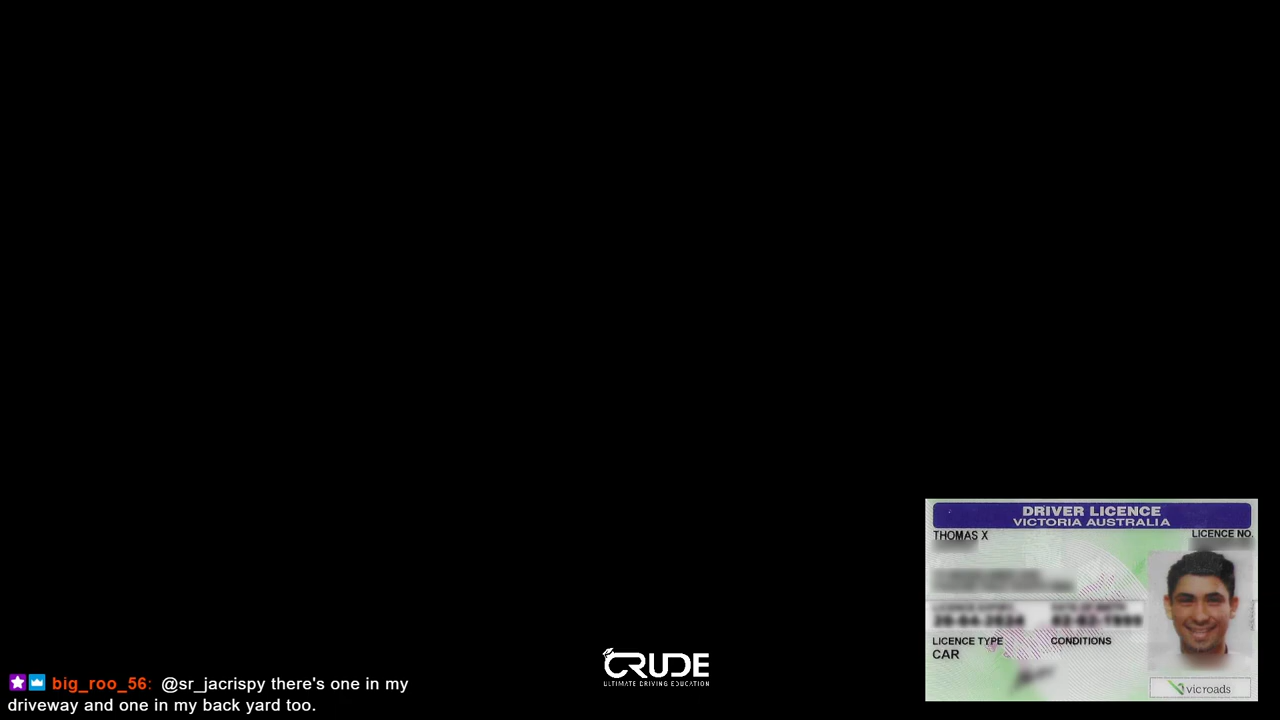 DRIVER LICENCE
VICTORIA AUSTRALIA
THOMAS X
LICENCE NO.
LICENCE TYPE
CONDITIONS
CAR
vicroads
CRUDE
ULTIMATE DRIVING EDUCATION
big_roo_56: @sr_jacrispy there's one in my
driveway and one in my back yard too.